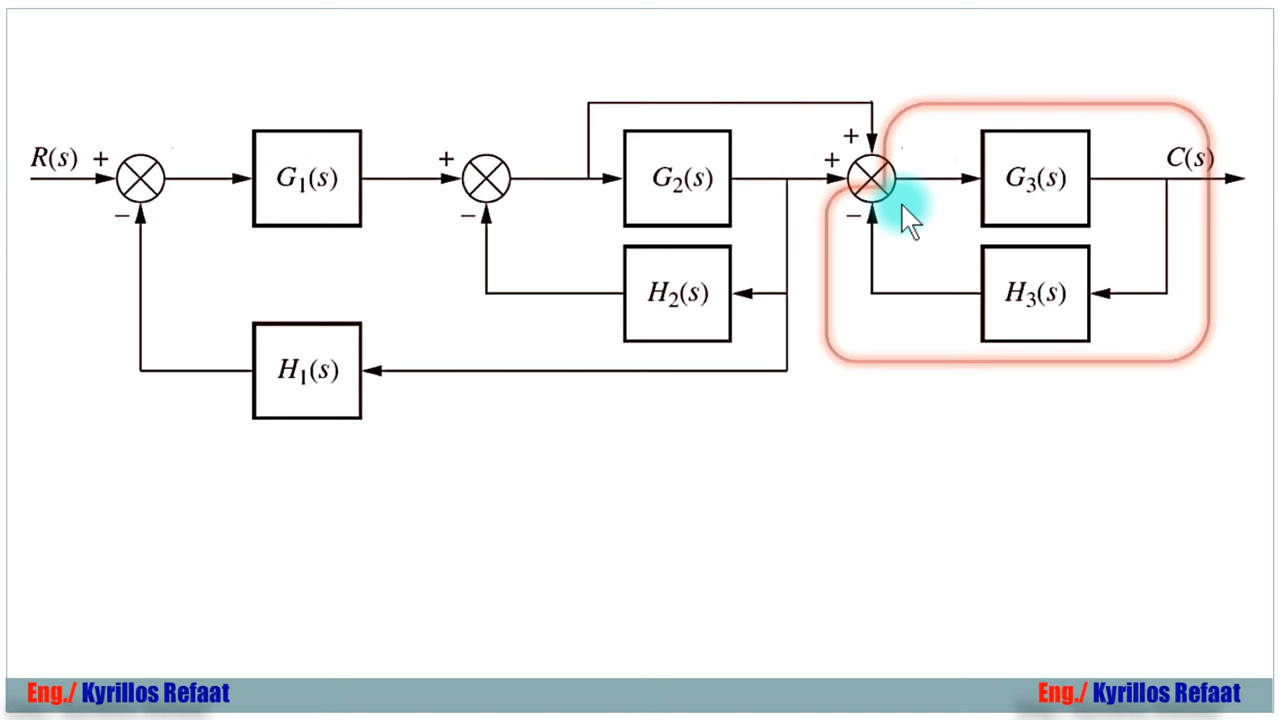 R(s) + G₁(s) + G₂(s) + + G₃(s) C(s)
− − −
H₂(s) H₃(s)
H₁(s)
Eng./ Kyrillos Refaat Eng./ Kyrillos Refaat